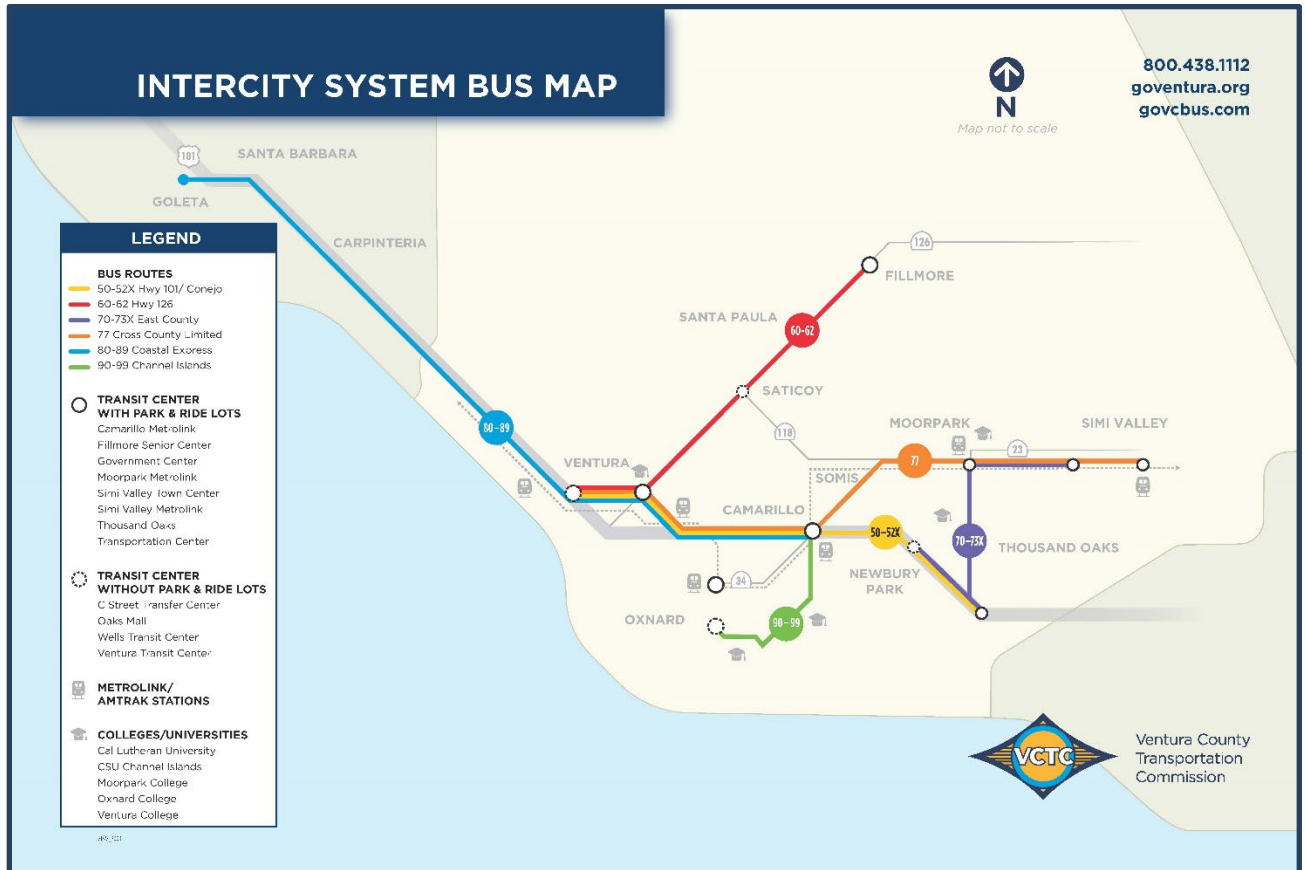 INTERCITY SYSTEM BUS MAP
N
Map not to scale
800.438.1112
goventura.org
govcbus.com
101
SANTA BARBARA
GOLETA
CARPINTERIA
LEGEND
BUS ROUTES
50-52X Hwy 101/ Conejo
60-62 Hwy 126
70-73X East County
77 Cross County Limited
80-89 Coastal Express
90-99 Channel Islands
TRANSIT CENTER
WITH PARK & RIDE LOTS
Camarillo Metrolink
Fillmore Senior Center
Government Center
Moorpark Metrolink
Simi Valley Town Center
Simi Valley Metrolink
Thousand Oaks
Transportation Center
TRANSIT CENTER
WITHOUT PARK & RIDE LOTS
C Street Transfer Center
Oaks Mall
Wells Transit Center
Ventura Transit Center
METROLINK/
AMTRAK STATIONS
COLLEGES/UNIVERSITIES
Cal Lutheran University
CSU Channel Islands
Moorpark College
Oxnard College
Ventura College
126
FILLMORE
SANTA PAULA
60-62
SATICOY
118
80-89
VENTURA
MOORPARK
SIMI VALLEY
77
23
SOMIS
CAMARILLO
50-52X
70-73X
THOUSAND OAKS
NEWBURY
PARK
34
OXNARD
90-99
VCTC
Ventura County
Transportation
Commission